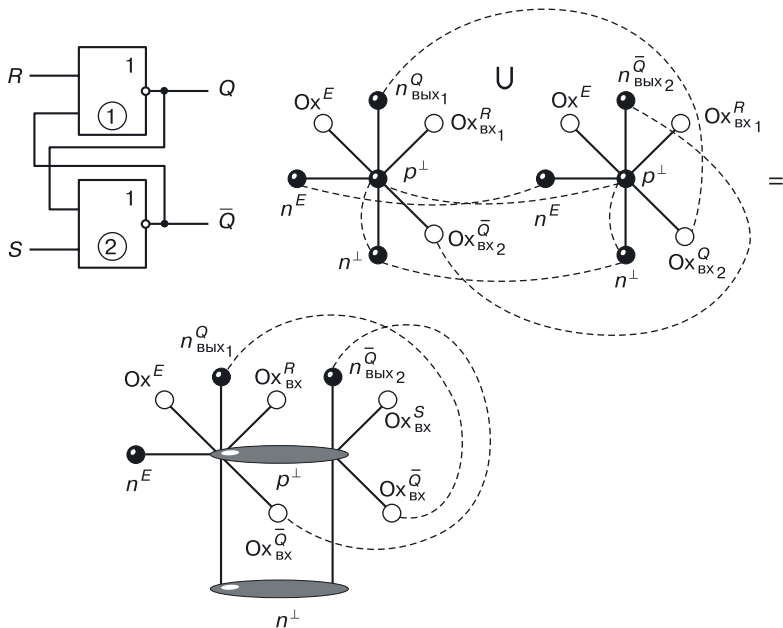 R
1
1
Q
1
2
S
Q̄
Ox^E
n^Q_вых1
Ox^R_вх1
p^⊥
n^E
Ox^Q̄_вх2
n^⊥
∪
Ox^E
n^Q̄_вых2
Ox^R_вх1
p^⊥
n^E
Ox^Q_вх2
n^⊥
=
n^Q_вых1
Ox^E
Ox^R_вх
n^Q̄_вых2
Ox^S_вх
n^E
p^⊥
Ox^Q̄_вх
Ox^Q̄_вх
n^⊥